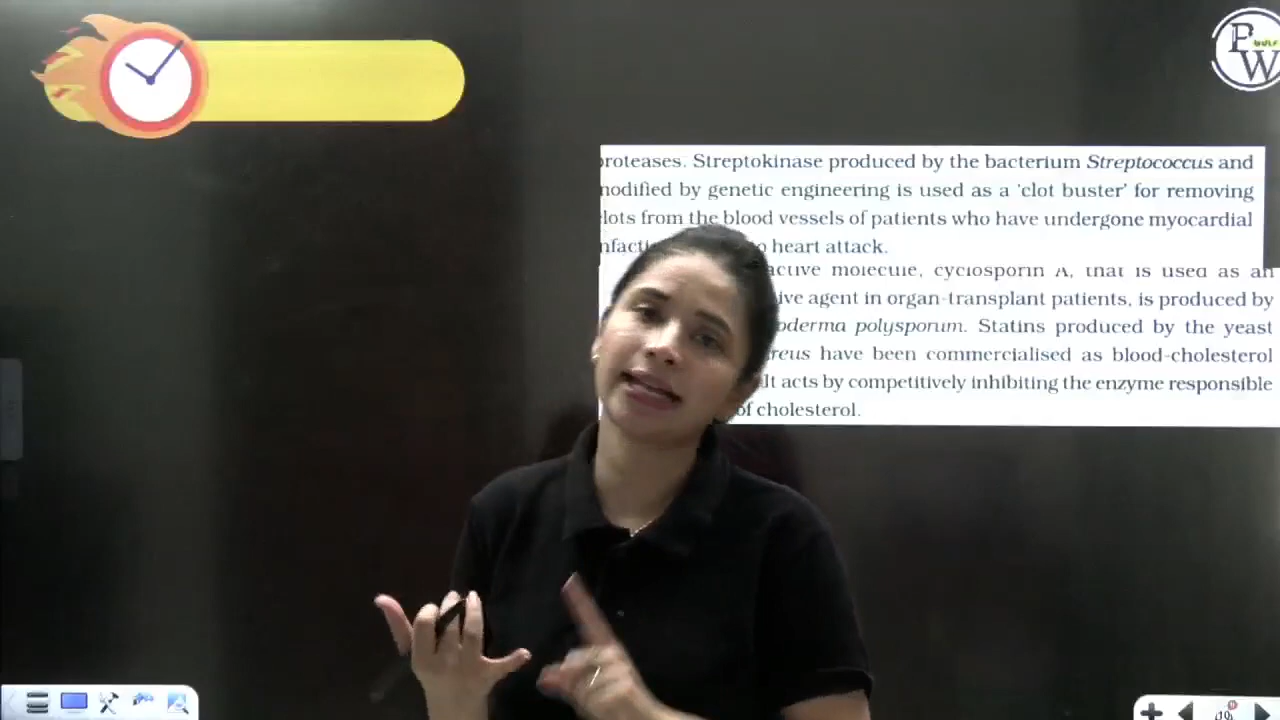 PW
proteases. Streptokinase produced by the bacterium Streptococcus and
modified by genetic engineering is used as a 'clot buster' for removing
clots from the blood vessels of patients who have undergone myocardial
heart attack.
active molecule, cyclosporin A, that is used as an
agent in organ-transplant patients, is produced by
polysporum. Statins produced by the yeast
have been commercialised as blood-cholesterol
It acts by competitively inhibiting the enzyme responsible
of cholesterol.